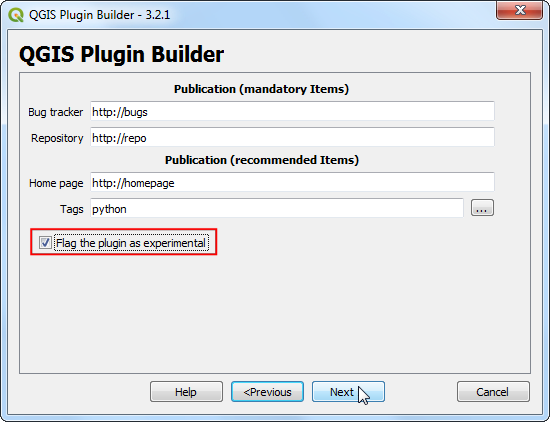 QGIS Plugin Builder - 3.2.1
QGIS Plugin Builder
Publication (mandatory Items)
Bug tracker http://bugs
Repository http://repo
Publication (recommended Items)
Home page http://homepage
Tags python ...
Flag the plugin as experimental
Help <Previous Next Cancel